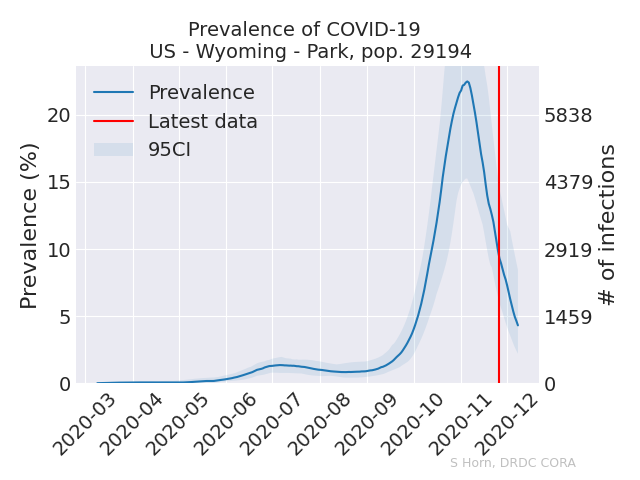 Prevalence of COVID-19
US - Wyoming - Park, pop. 29194
Prevalence
Latest data
95CI
Prevalence (%)
20
15
10
5
0
5838
4379
2919
1459
0
# of infections
2020-03
2020-04
2020-05
2020-06
2020-07
2020-08
2020-09
2020-10
2020-11
2020-12
S Horn, DRDC CORA